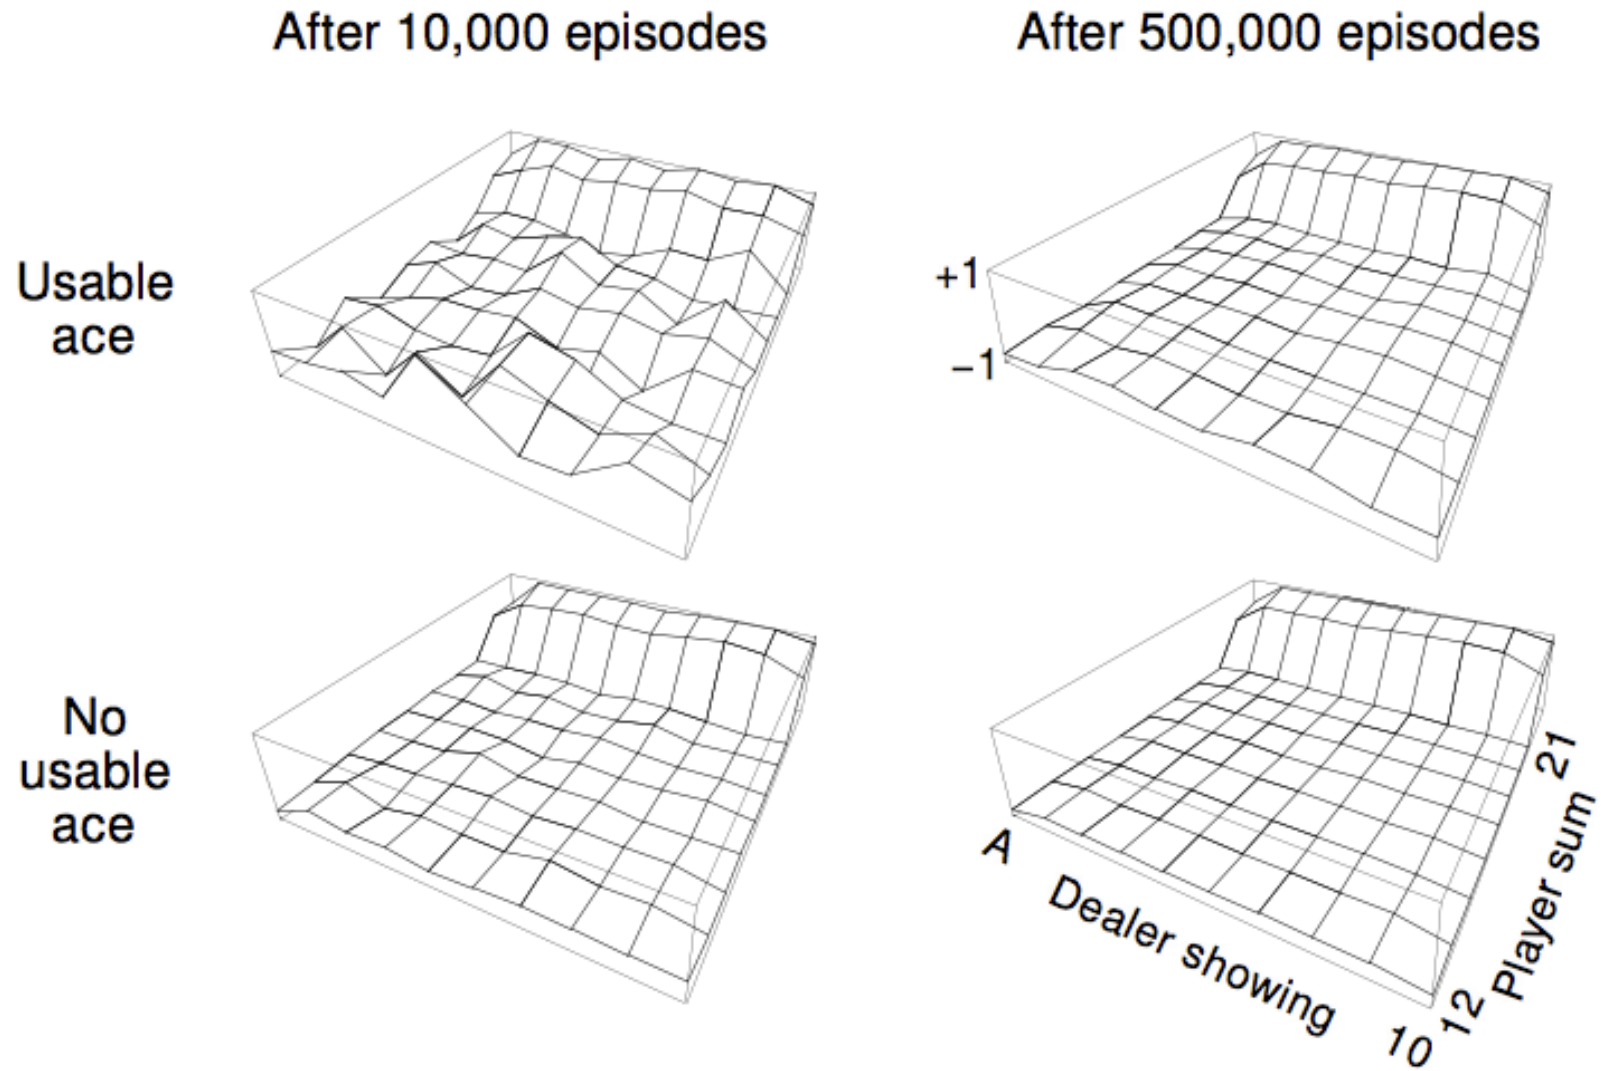 After 10,000 episodes
After 500,000 episodes
Usable
ace
+1
−1
No
usable
ace
A
Dealer showing
10
12
Player sum
21